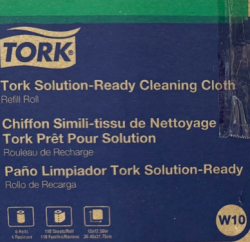 TORK
Tork Solution-Ready Cleaning Cloth
Refill Roll
Chiffon Simili-tissu de Nettoyage
Tork Prêt Pour Solution
Rouleau de Recharge
Paño Limpiador Tork Solution-Ready
Rollo de Recarga
W10